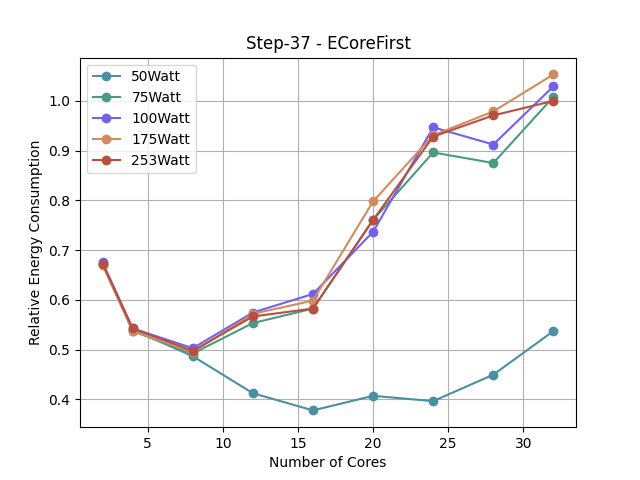 Step-37 - ECoreFirst
50Watt
75Watt
100Watt
175Watt
253Watt
Relative Energy Consumption
1.0
0.9
0.8
0.7
0.6
0.5
0.4
5 10 15 20 25 30
Number of Cores